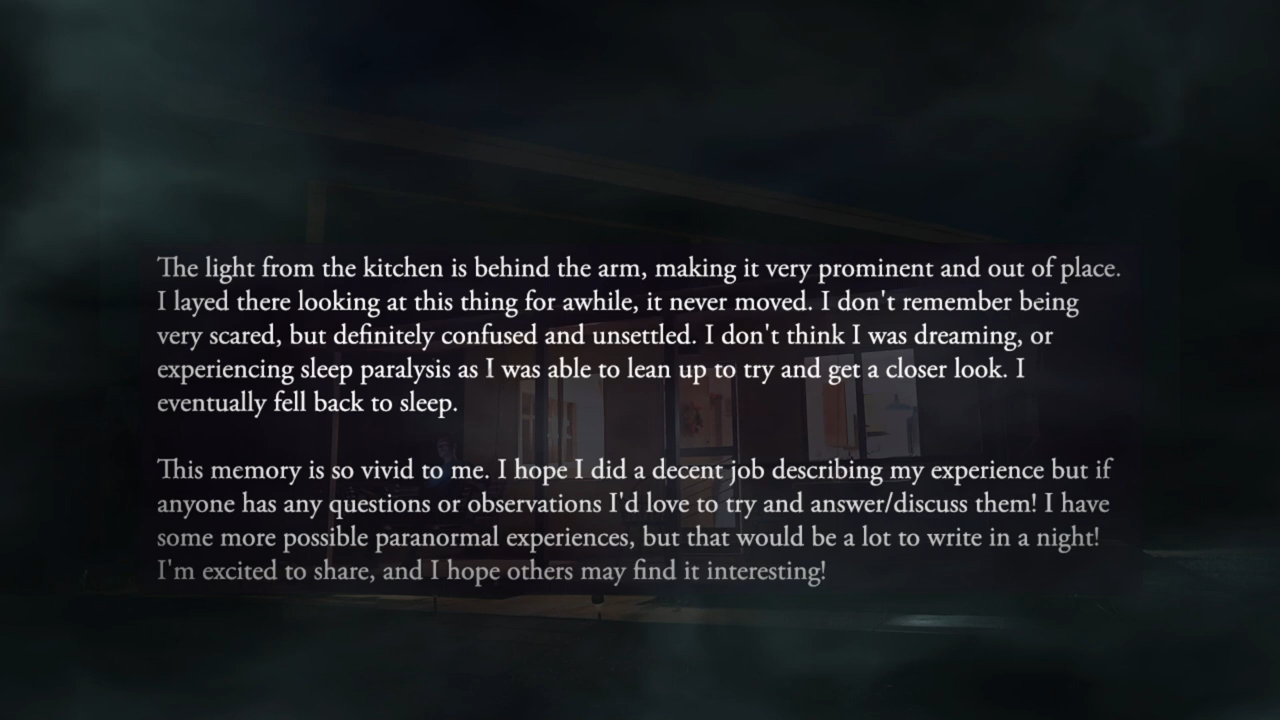 The light from the kitchen is behind the arm, making it very prominent and out of place.
I layed there looking at this thing for awhile, it never moved. I don't remember being
very scared, but definitely confused and unsettled. I don't think I was dreaming, or
experiencing sleep paralysis as I was able to lean up to try and get a closer look. I
eventually fell back to sleep.
This memory is so vivid to me. I hope I did a decent job describing my experience but if
anyone has any questions or observations I'd love to try and answer/discuss them! I have
some more possible paranormal experiences, but that would be a lot to write in a night!
I'm excited to share, and I hope others may find it interesting!